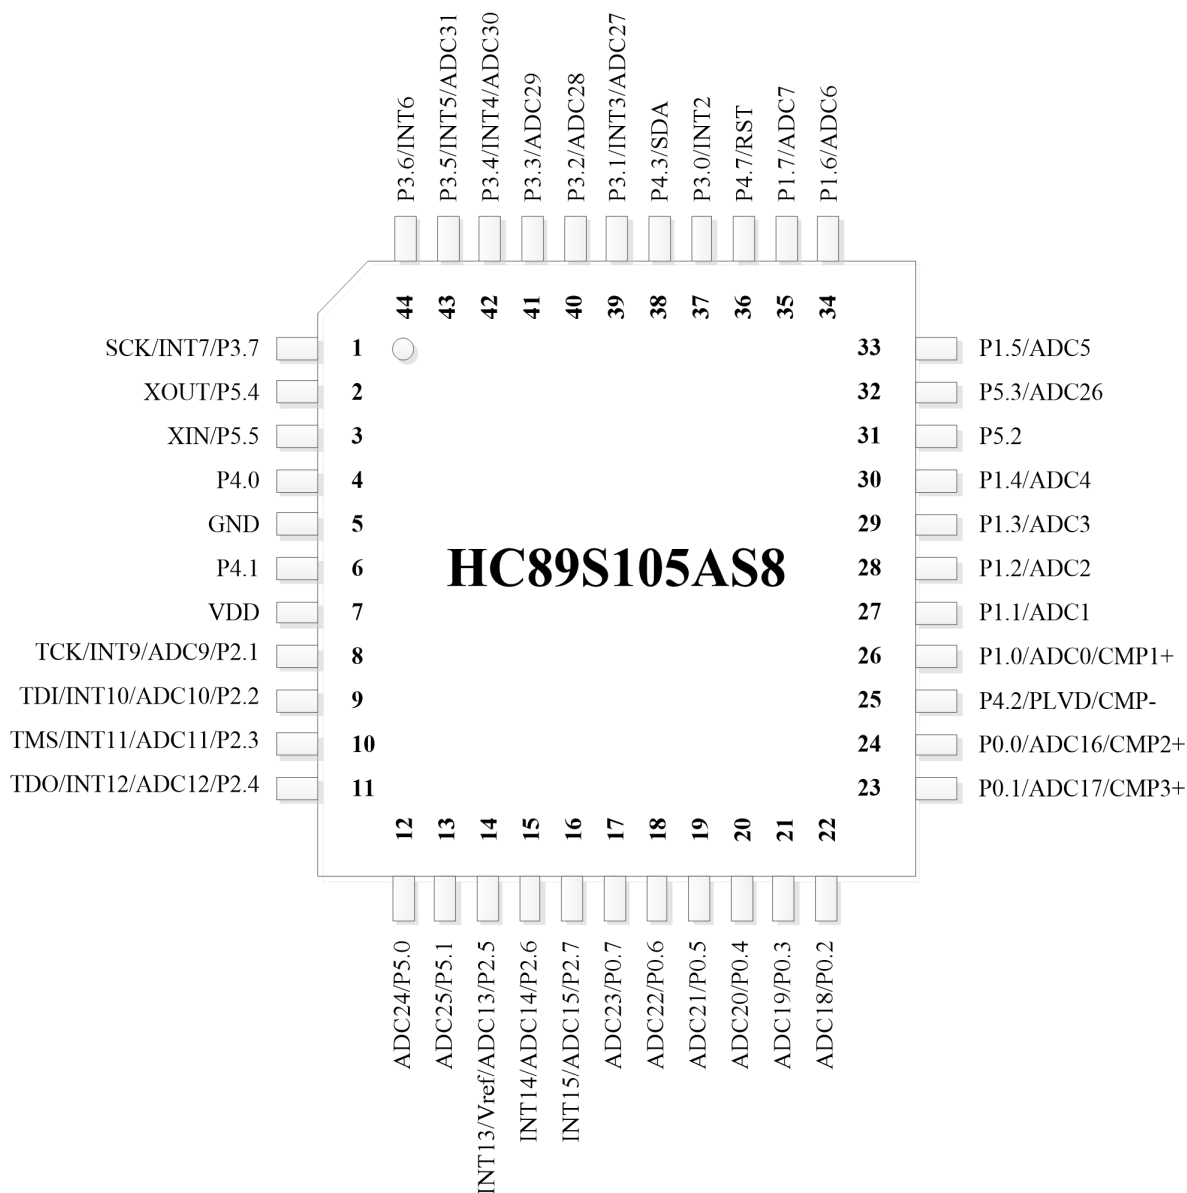 P3.6/INT6
P3.5/INT5/ADC31
P3.4/INT4/ADC30
P3.3/ADC29
P3.2/ADC28
P3.1/INT3/ADC27
P4.3/SDA
P3.0/INT2
P4.7/RST
P1.7/ADC7
P1.6/ADC6
44
43
42
41
40
39
38
37
36
35
34
SCK/INT7/P3.7 1
XOUT/P5.4 2
XIN/P5.5 3
P4.0 4
GND 5
P4.1 6
VDD 7
TCK/INT9/ADC9/P2.1 8
TDI/INT10/ADC10/P2.2 9
TMS/INT11/ADC11/P2.3 10
TDO/INT12/ADC12/P2.4 11
HC89S105AS8
33 P1.5/ADC5
32 P5.3/ADC26
31 P5.2
30 P1.4/ADC4
29 P1.3/ADC3
28 P1.2/ADC2
27 P1.1/ADC1
26 P1.0/ADC0/CMP1+
25 P4.2/PLVD/CMP-
24 P0.0/ADC16/CMP2+
23 P0.1/ADC17/CMP3+
12
13
14
15
16
17
18
19
20
21
22
ADC24/P5.0
ADC25/P5.1
INT13/Vref/ADC13/P2.5
INT14/ADC14/P2.6
INT15/ADC15/P2.7
ADC23/P0.7
ADC22/P0.6
ADC21/P0.5
ADC20/P0.4
ADC19/P0.3
ADC18/P0.2